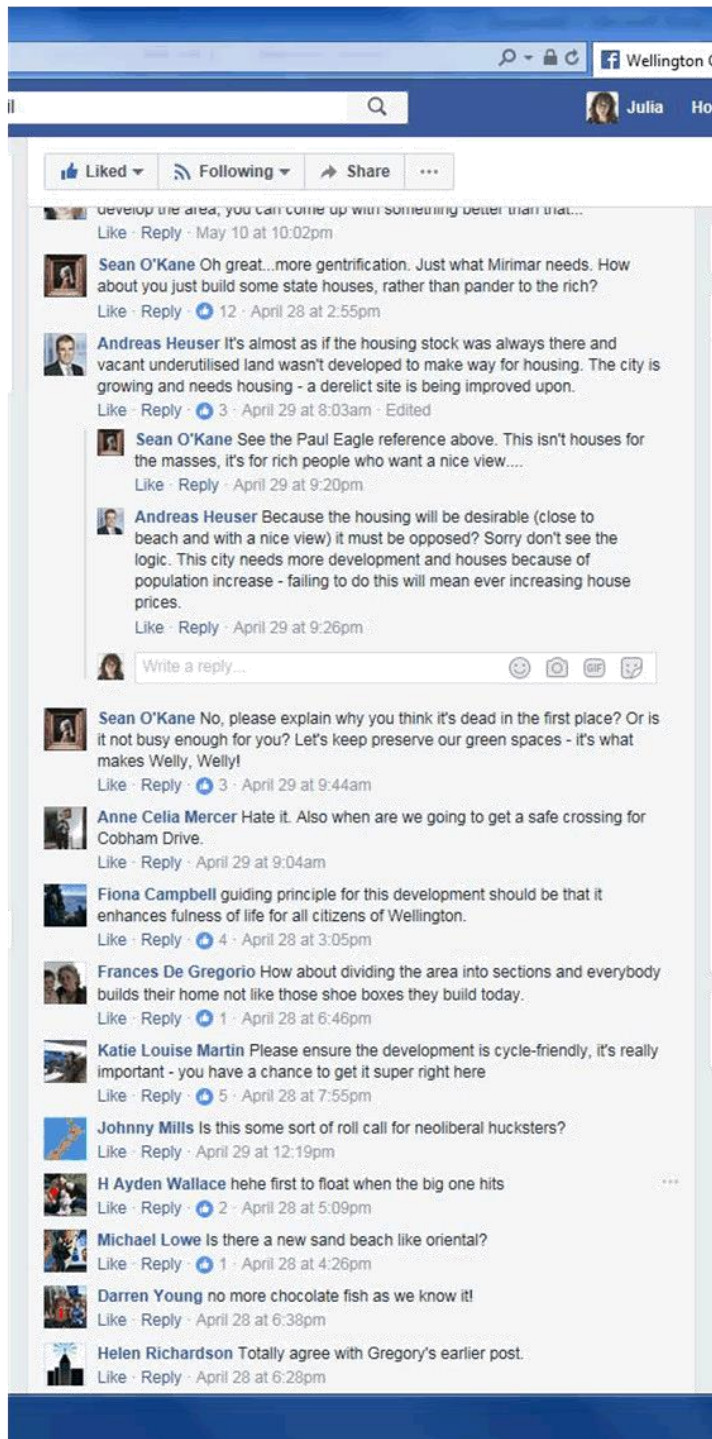 Wellington
il
Julia
Ho
Liked
Following
Share
develop the area, you can come up with something better than that...
Like · Reply · May 10 at 10:02pm
Sean O'Kane Oh great...more gentrification. Just what Mirimar needs. How
about you just build some state houses, rather than pander to the rich?
Like · Reply · 12 · April 28 at 2:55pm
Andreas Heuser It's almost as if the housing stock was always there and
vacant underutilised land wasn't developed to make way for housing. The city is
growing and needs housing - a derelict site is being improved upon.
Like · Reply · 3 · April 29 at 8:03am · Edited
Sean O'Kane See the Paul Eagle reference above. This isn't houses for
the masses, it's for rich people who want a nice view....
Like · Reply · April 29 at 9:20pm
Andreas Heuser Because the housing will be desirable (close to
beach and with a nice view) it must be opposed? Sorry don't see the
logic. This city needs more development and houses because of
population increase - failing to do this will mean ever increasing house
prices.
Like · Reply · April 29 at 9:26pm
Write a reply...
GIF
Sean O'Kane No, please explain why you think it's dead in the first place? Or is
it not busy enough for you? Let's keep preserve our green spaces - it's what
makes Welly, Welly!
Like · Reply · 3 · April 29 at 9:44am
Anne Celia Mercer Hate it. Also when are we going to get a safe crossing for
Cobham Drive.
Like · Reply · April 29 at 9:04am
Fiona Campbell guiding principle for this development should be that it
enhances fulness of life for all citizens of Wellington.
Like · Reply · 4 · April 28 at 3:05pm
Frances De Gregorio How about dividing the area into sections and everybody
builds their home not like those shoe boxes they build today.
Like · Reply · 1 · April 28 at 6:46pm
Katie Louise Martin Please ensure the development is cycle-friendly, it's really
important - you have a chance to get it super right here
Like · Reply · 5 · April 28 at 7:55pm
Johnny Mills Is this some sort of roll call for neoliberal hucksters?
Like · Reply · April 29 at 12:19pm
H Ayden Wallace hehe first to float when the big one hits
Like · Reply · 2 · April 28 at 5:09pm
Michael Lowe Is there a new sand beach like oriental?
Like · Reply · 1 · April 28 at 4:26pm
Darren Young no more chocolate fish as we know it!
Like · Reply · April 28 at 6:38pm
Helen Richardson Totally agree with Gregory's earlier post.
Like · Reply · April 28 at 6:28pm